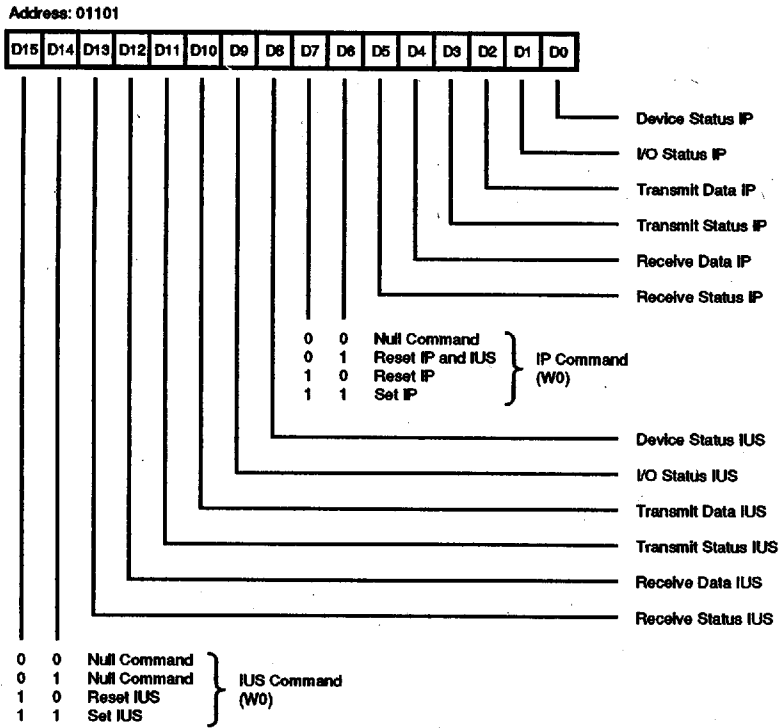 Address: 01101
D15 D14 D13 D12 D11 D10 D9 D8 D7 D6 D5 D4 D3 D2 D1 D0
Device Status IP
I/O Status IP
Transmit Data IP
Transmit Status IP
Receive Data IP
Receive Status IP
0 0 Null Command
0 1 Reset IP and IUS
1 0 Reset IP
1 1 Set IP
IP Command
(W0)
Device Status IUS
I/O Status IUS
Transmit Data IUS
Transmit Status IUS
Receive Data IUS
Receive Status IUS
0 0 Null Command
0 1 Null Command
1 0 Reset IUS
1 1 Set IUS
IUS Command
(W0)